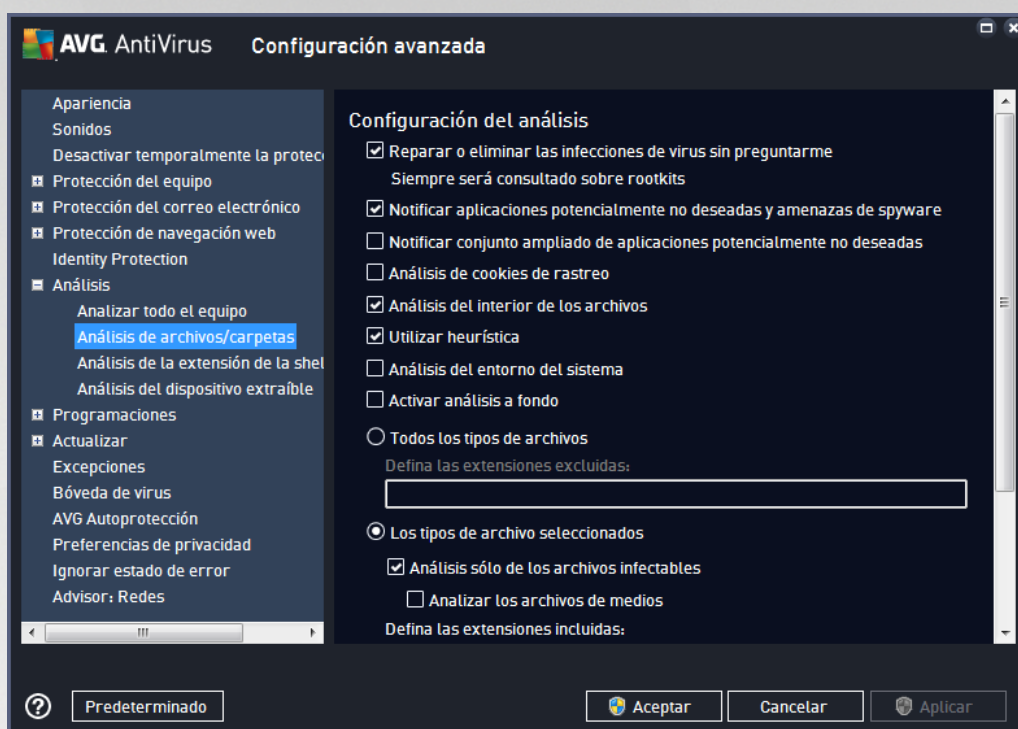 AVG. AntiVirus Configuración avanzada
Apariencia
Sonidos
Desactivar temporalmente la protec
Protección del equipo
Protección del correo electrónico
Protección de navegación web
Identity Protection
Análisis
Analizar todo el equipo
Análisis de archivos/carpetas
Análisis de la extensión de la shel
Análisis del dispositivo extraíble
Programaciones
Actualizar
Excepciones
Bóveda de virus
AVG Autoprotección
Preferencias de privacidad
Ignorar estado de error
Advisor: Redes
Configuración del análisis
Reparar o eliminar las infecciones de virus sin preguntarme
Siempre será consultado sobre rootkits
Notificar aplicaciones potencialmente no deseadas y amenazas de spyware
Notificar conjunto ampliado de aplicaciones potencialmente no deseadas
Análisis de cookies de rastreo
Análisis del interior de los archivos
Utilizar heurística
Análisis del entorno del sistema
Activar análisis a fondo
Todos los tipos de archivos
Defina las extensiones excluidas:
Los tipos de archivo seleccionados
Análisis sólo de los archivos infectables
Analizar los archivos de medios
Defina las extensiones incluidas:
Predeterminado
Aceptar
Cancelar
Aplicar